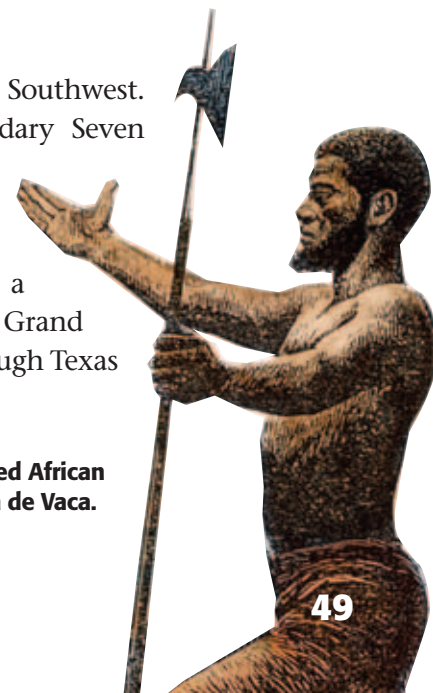 Southwest.
dary Seven
a
Grand
ugh Texas
ed African
de Vaca.
49